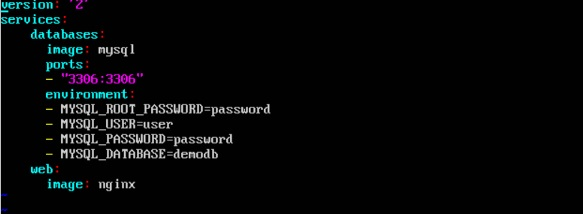 version: '2'
services:
    databases:
      image: mysql
      ports:
      - "3306:3306"
      environment:
      - MYSQL_ROOT_PASSWORD=password
      - MYSQL_USER=user
      - MYSQL_PASSWORD=password
      - MYSQL_DATABASE=demodb
    web:
      image: nginx
~
~